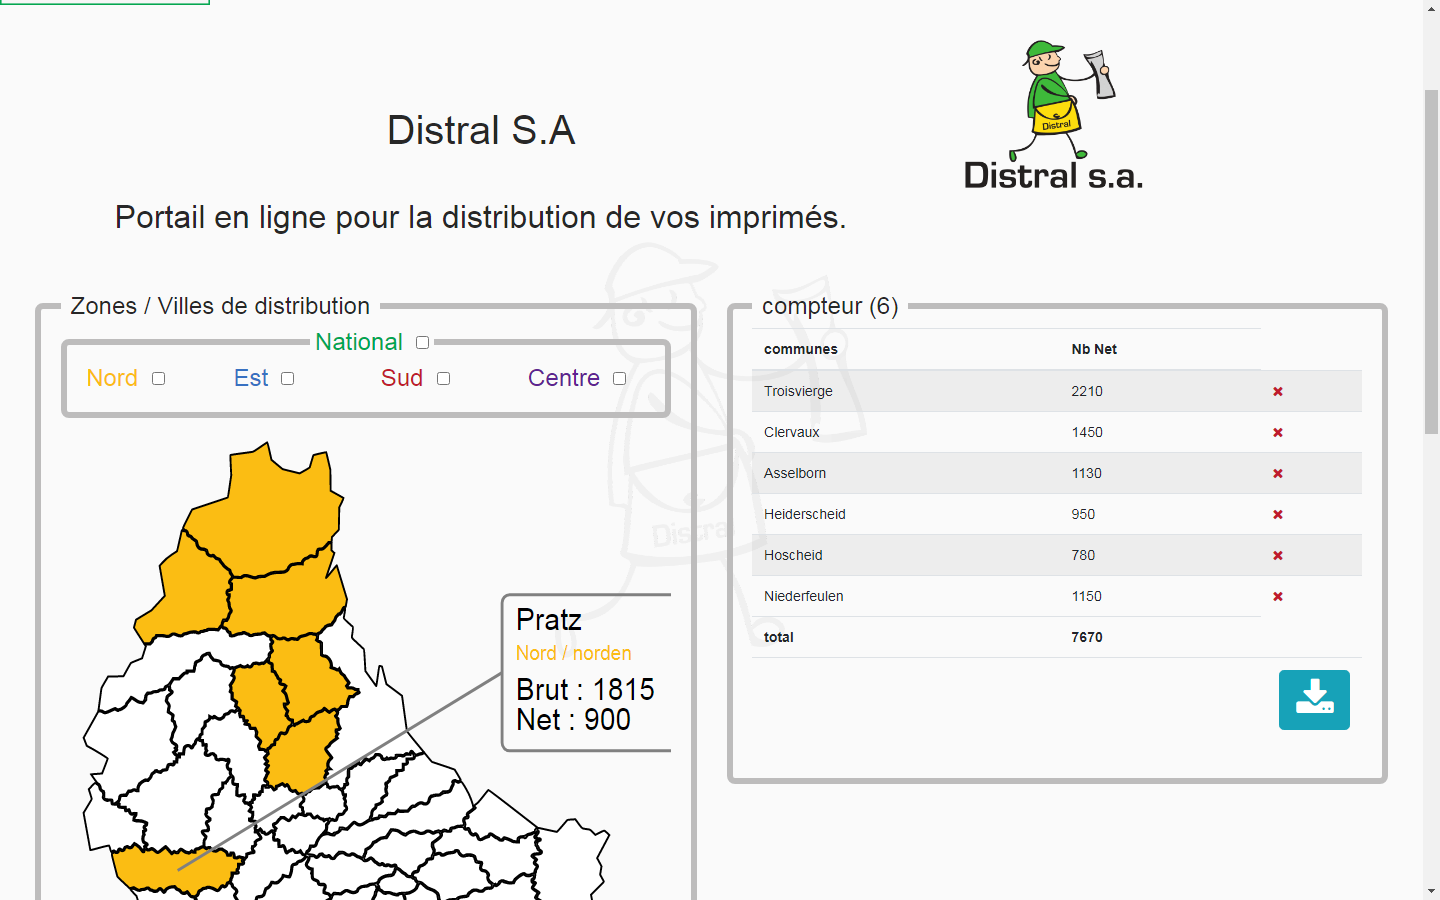 Distral
Distral s.a.
Distral S.A
Portail en ligne pour la distribution de vos imprimés.
Zones / Villes de distribution
National
Nord
Est
Sud
Centre
Pratz
Nord / norden
Brut : 1815
Net : 900
compteur (6)
communes Nb Net
Troisvierge 2210
Clervaux 1450
Asselborn 1130
Heiderscheid 950
Hoscheid 780
Niederfeulen 1150
total 7670